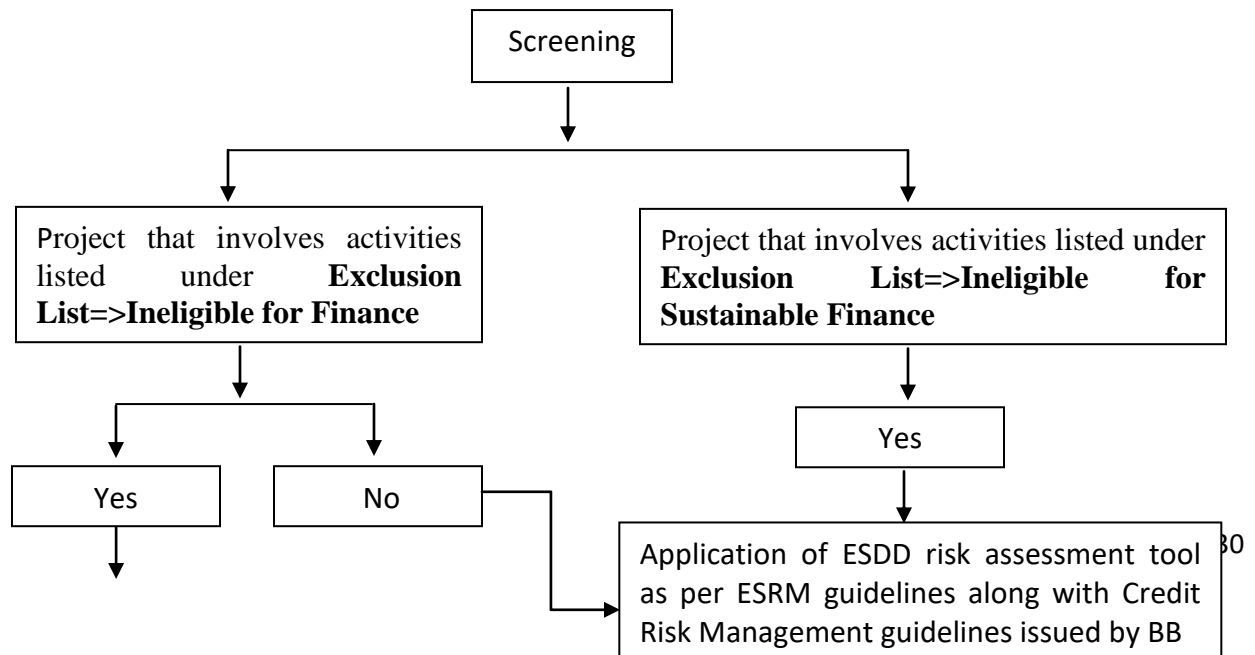 Screening
Project that involves activities
listed under Exclusion
List=>Ineligible for Finance
Project that involves activities listed under
Exclusion List=>Ineligible for
Sustainable Finance
Yes
No
Yes
Application of ESDD risk assessment tool
as per ESRM guidelines along with Credit
Risk Management guidelines issued by BB